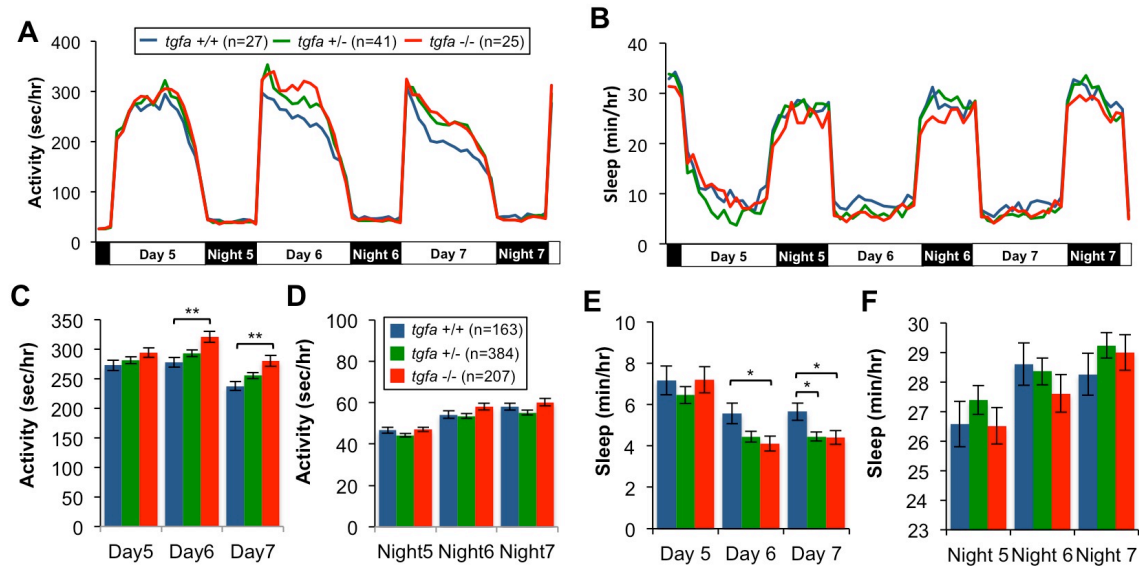 A
B
tgfa +/+ (n=27)
tgfa +/- (n=41)
tgfa -/- (n=25)
Activity (sec/hr)
400
300
200
100
0
Day 5
Night 5
Day 6
Night 6
Day 7
Night 7
Sleep (min/hr)
40
30
20
10
0
Day 5
Night 5
Day 6
Night 6
Day 7
Night 7
C
Activity (sec/hr)
350
300
250
200
150
100
50
0
**
**
Day5
Day6
Day7
D
Activity (sec/hr)
100
80
60
40
20
0
tgfa +/+ (n=163)
tgfa +/- (n=384)
tgfa -/- (n=207)
Night5
Night6
Night7
E
Sleep (min/hr)
10
8
6
4
2
0
*
*
*
Day 5
Day 6
Day 7
F
Sleep (min/hr)
30
29
28
27
26
25
24
23
Night 5
Night 6
Night 7